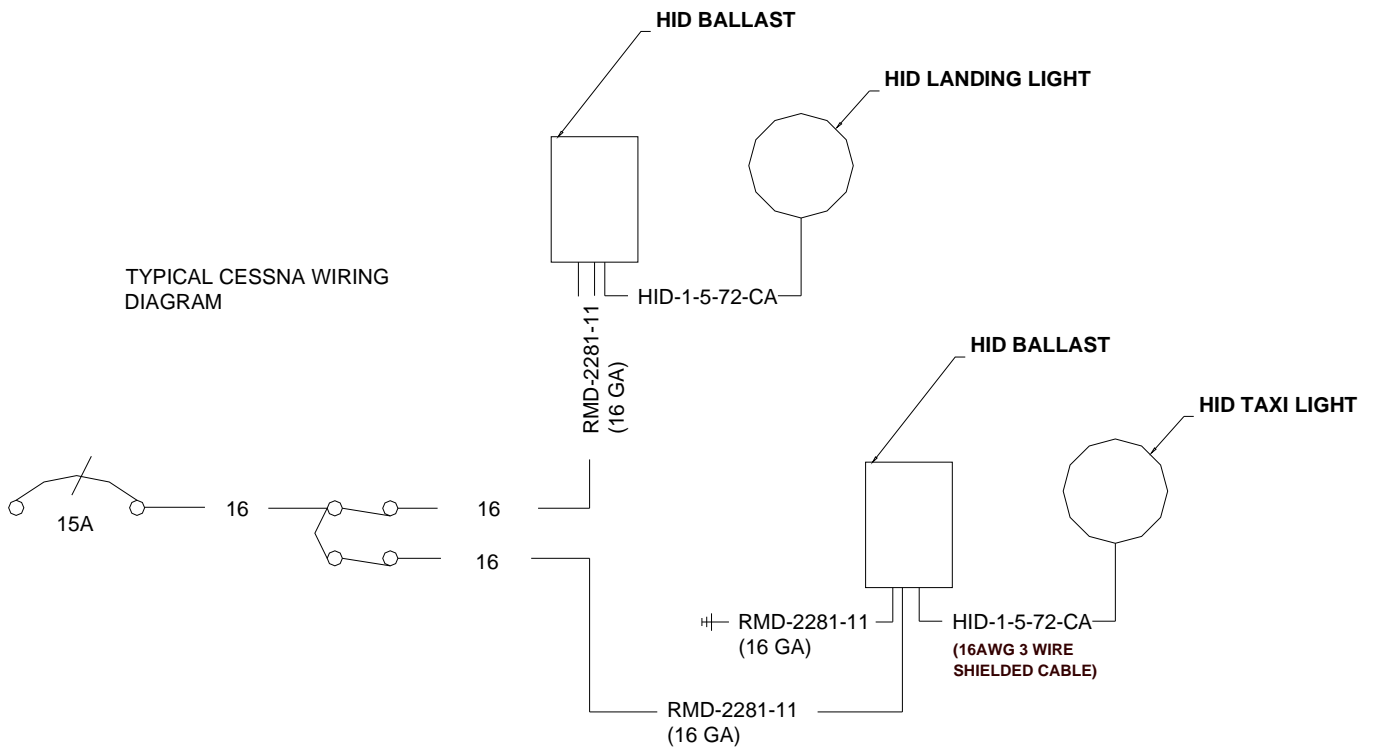 HID BALLAST
HID LANDING LIGHT
TYPICAL CESSNA WIRING
DIAGRAM
HID-1-5-72-CA
RMD-2281-11
(16 GA)
HID BALLAST
HID TAXI LIGHT
15A
16
16
16
RMD-2281-11
(16 GA)
HID-1-5-72-CA
(16AWG 3 WIRE
SHIELDED CABLE)
RMD-2281-11
(16 GA)